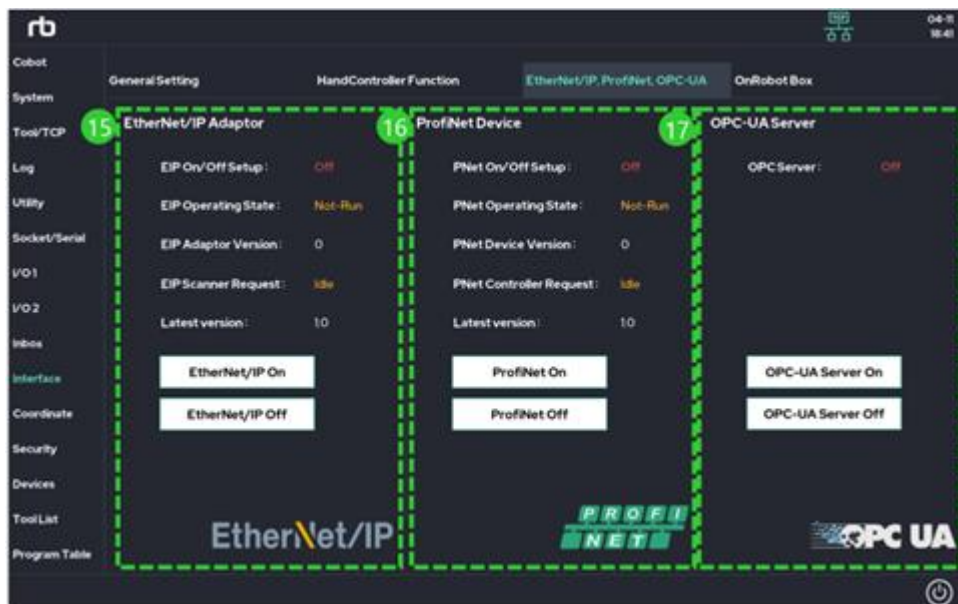 rb
04-11
18:41
Cobot
System
Tool/TCP
Log
Utility
Socket/Serial
I/O 1
I/O 2
Inbox
Interface
Coordinate
Security
Devices
Tool List
Program Table
General Setting
HandController Function
EtherNet/IP, ProfiNet, OPC-UA
OnRobot Box
15
EtherNet/IP Adaptor
EIP On/Off Setup : Off
EIP Operating State : Not-Run
EIP Adaptor Version : 0
EIP Scanner Request : Idle
Latest version : 1.0
EtherNet/IP On
EtherNet/IP Off
EtherNet/IP
16
ProfiNet Device
PNet On/Off Setup : Off
PNet Operating State : Not-Run
PNet Device Version : 0
PNet Controller Request : Idle
Latest version : 1.0
ProfiNet On
ProfiNet Off
PROFI
NET
17
OPC-UA Server
OPC Server : Off
OPC-UA Server On
OPC-UA Server Off
OPC UA